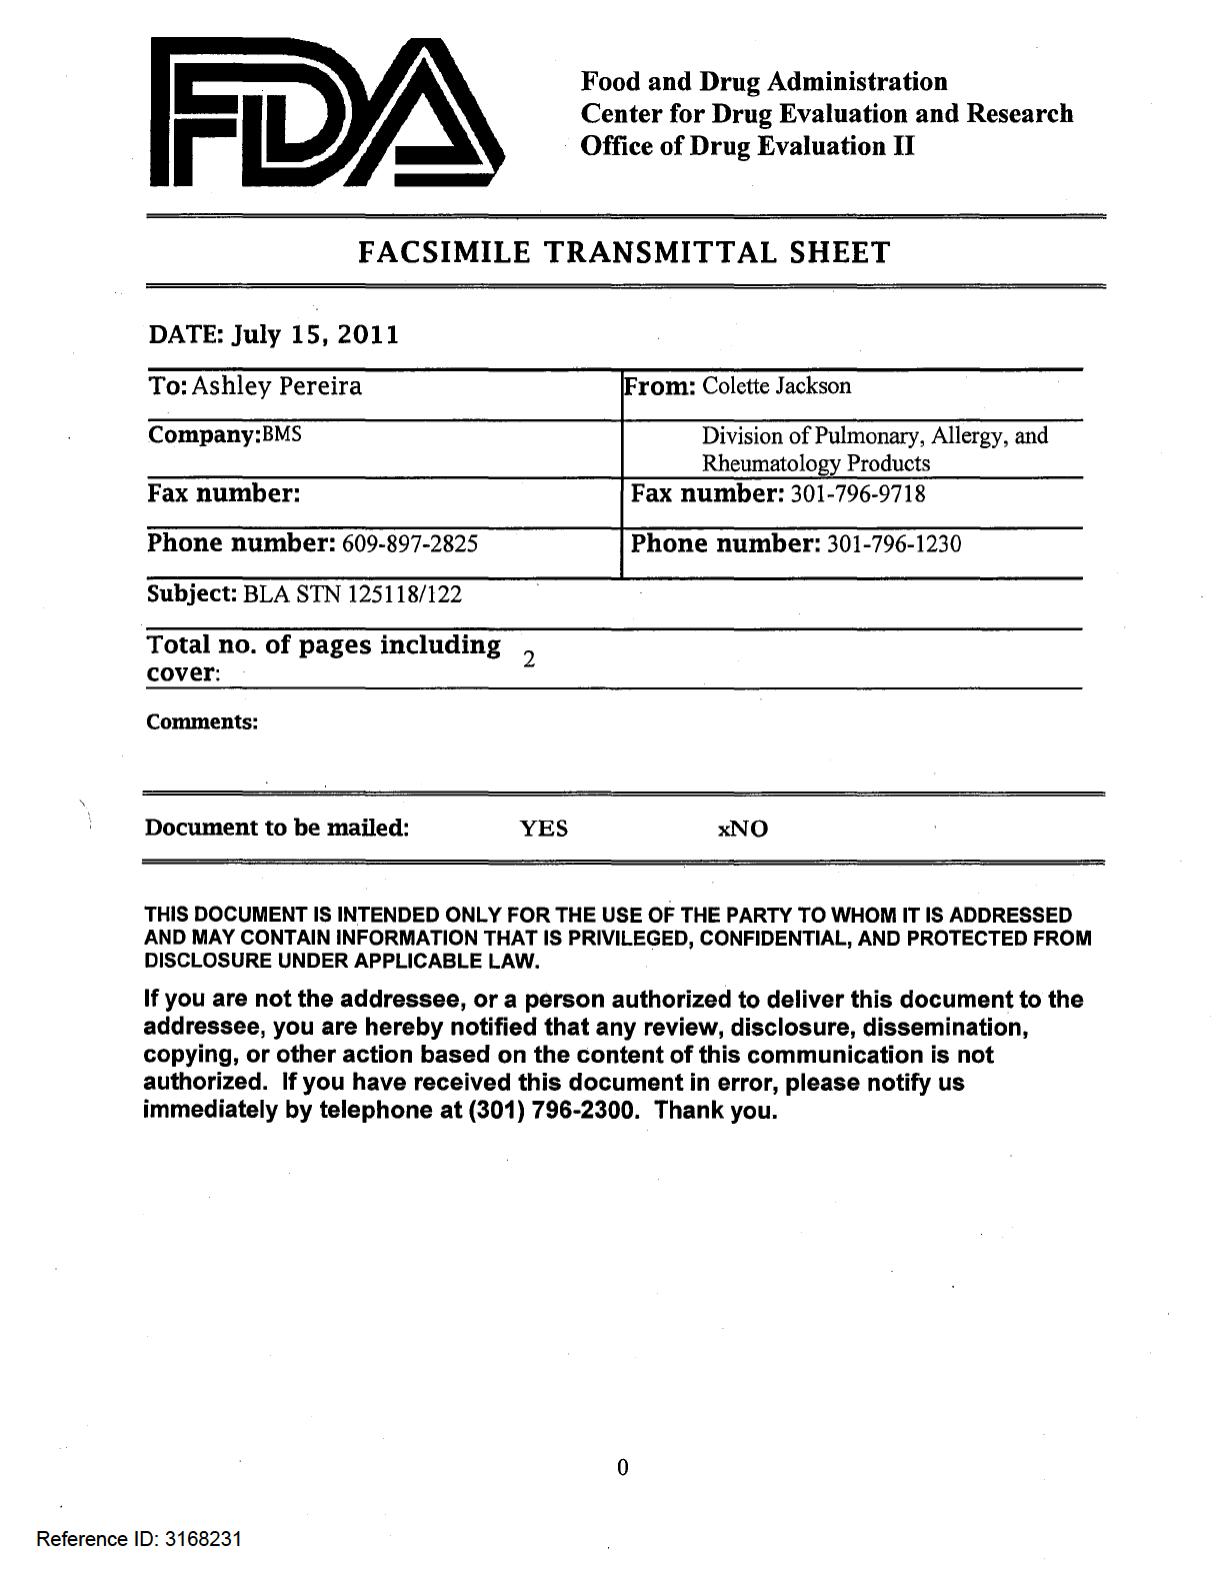 FDA
Food and Drug Administration
Center for Drug Evaluation and Research
Office of Drug Evaluation II
FACSIMILE TRANSMITTAL SHEET
DATE: July 15, 2011
To: Ashley Pereira
From: Colette Jackson
Company:BMS
Division of Pulmonary, Allergy, and
Rheumatology Products
Fax number:
Fax number: 301-796-9718
Phone number: 609-897-2825
Phone number: 301-796-1230
Subject: BLA STN 125118/122
Total no. of pages including
cover:
2
Comments:
Document to be mailed: YES xNO
THIS DOCUMENT IS INTENDED ONLY FOR THE USE OF THE PARTY TO WHOM IT IS ADDRESSED
AND MAY CONTAIN INFORMATION THAT IS PRIVILEGED, CONFIDENTIAL, AND PROTECTED FROM
DISCLOSURE UNDER APPLICABLE LAW.
If you are not the addressee, or a person authorized to deliver this document to the
addressee, you are hereby notified that any review, disclosure, dissemination,
copying, or other action based on the content of this communication is not
authorized. If you have received this document in error, please notify us
immediately by telephone at (301) 796-2300. Thank you.
0
Reference ID: 3168231